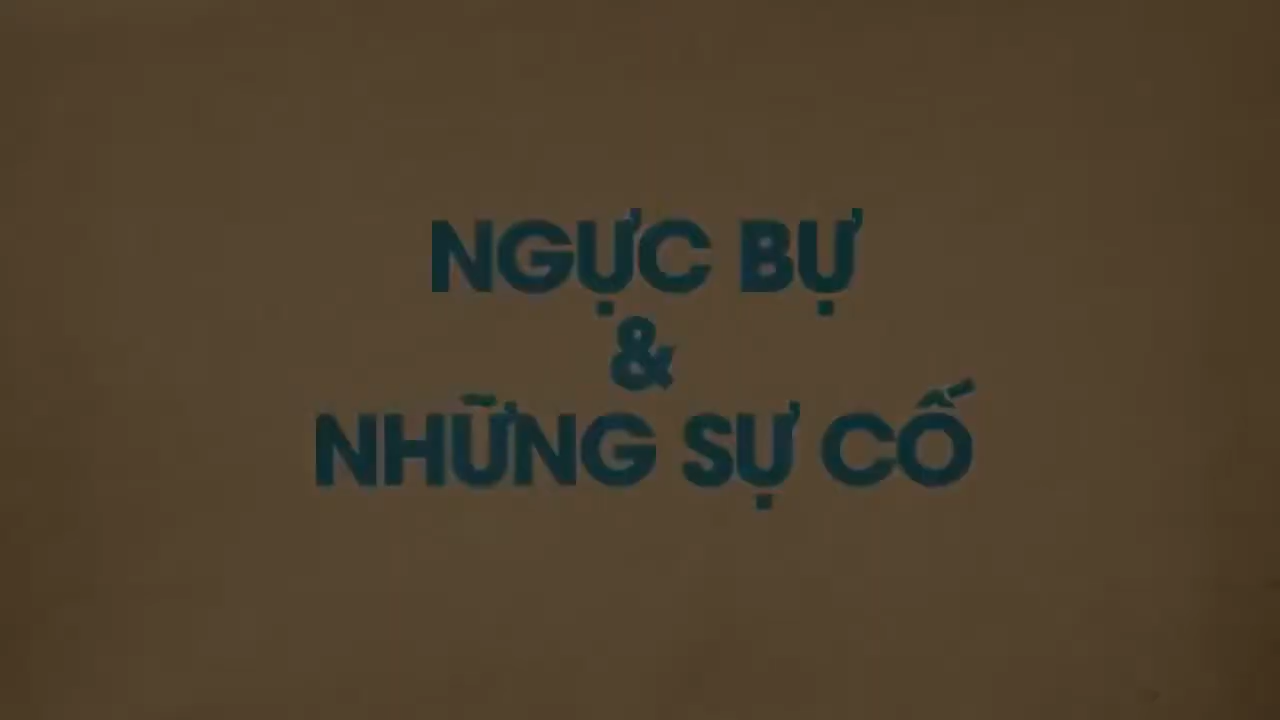 NGỰC BỰ
&
NHỮNG SỰ CỐ